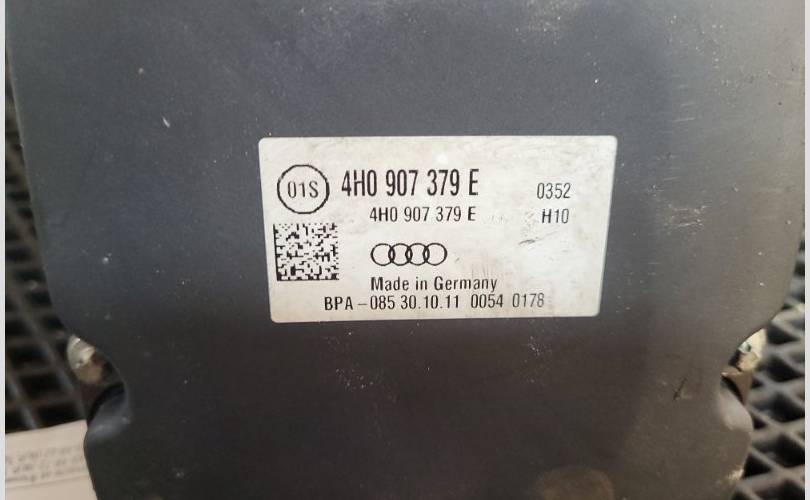 01S 4H0 907 379 E 0352
4H0 907 379 E H10
Made in Germany
BPA-085 30.10.11 0054 0178